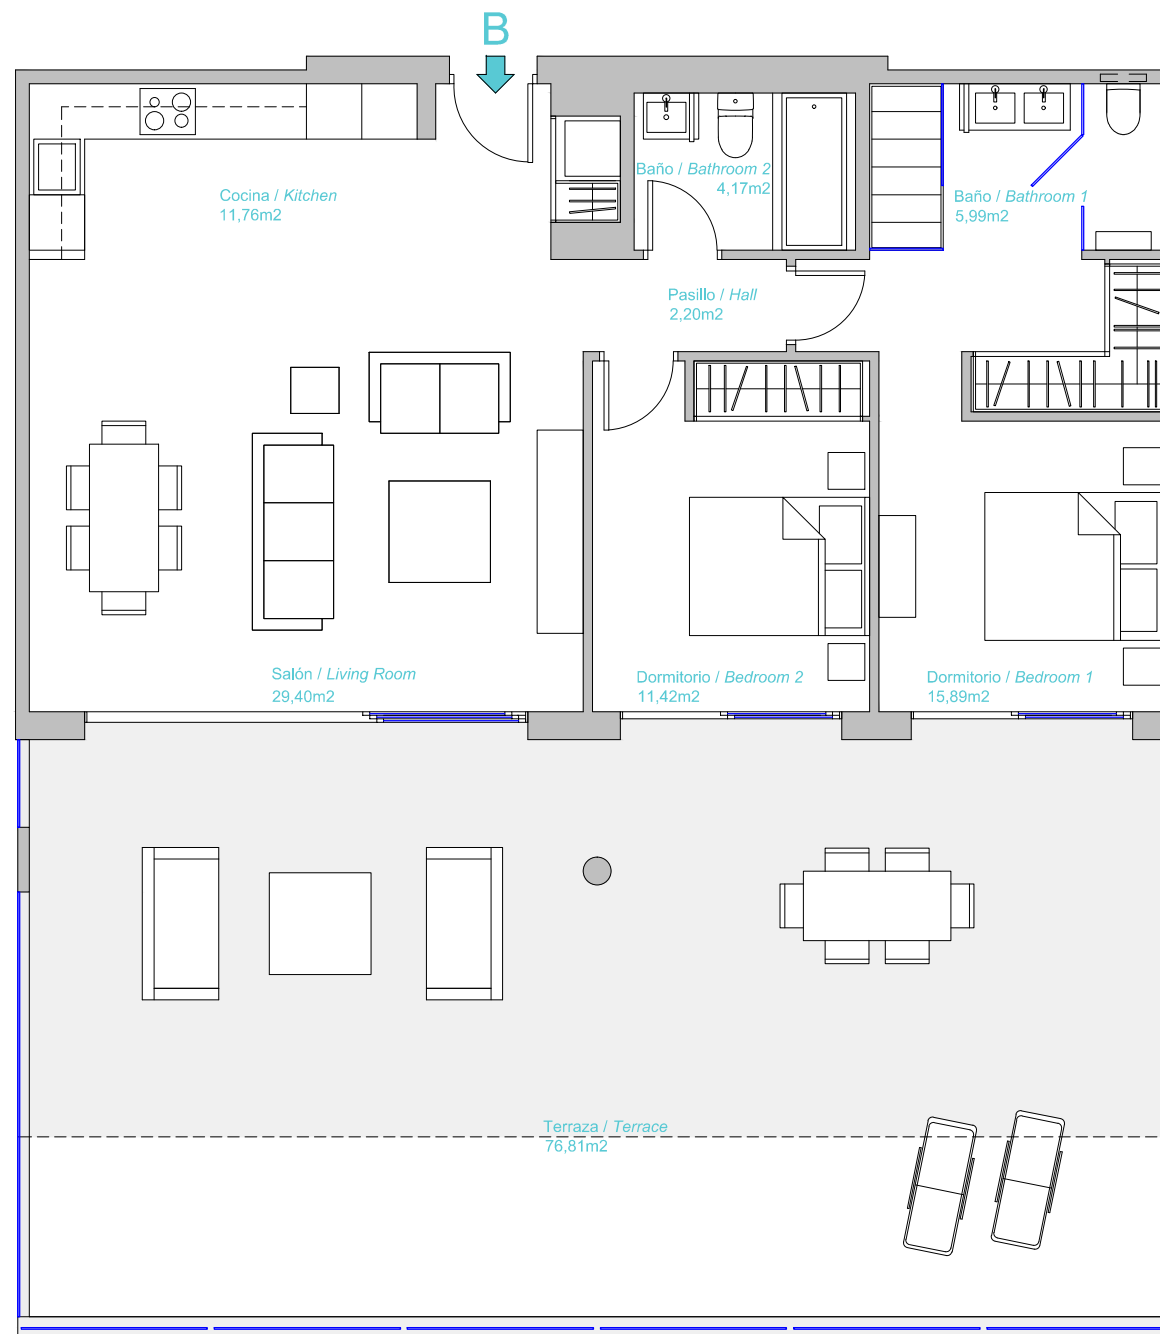 B
Baño / Bathroom 2
4,17m2
Cocina / Kitchen
11,76m2
Baño / Bathroom 1
5,99m2
Pasillo / Hall
2,20m2
Salón / Living Room
29,40m2
Dormitorio / Bedroom 2
11,42m2
Dormitorio / Bedroom 1
15,89m2
Terraza / Terrace
76,81m2